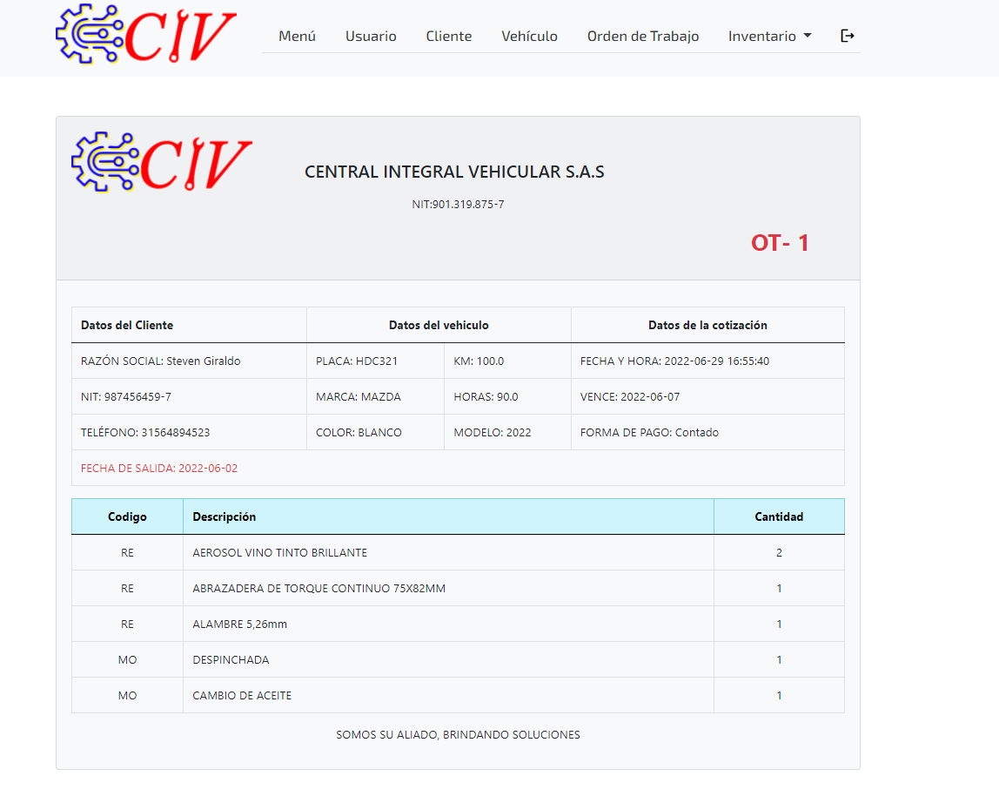 CIV
Menú Usuario Cliente Vehículo Orden de Trabajo Inventario
CIV
CENTRAL INTEGRAL VEHICULAR S.A.S
NIT:901.319.875-7
OT- 1
Datos del Cliente Datos del vehiculo Datos de la cotización
RAZÓN SOCIAL: Steven Giraldo PLACA: HDC321 KM: 100.0 FECHA Y HORA: 2022-06-29 16:55:40
NIT: 987456459-7 MARCA: MAZDA HORAS: 90.0 VENCE: 2022-06-07
TELÉFONO: 31564894523 COLOR: BLANCO MODELO: 2022 FORMA DE PAGO: Contado
FECHA DE SALIDA: 2022-06-02
Codigo Descripción Cantidad
RE AEROSOL VINO TINTO BRILLANTE 2
RE ABRAZADERA DE TORQUE CONTINUO 75X82MM 1
RE ALAMBRE 5,26mm 1
MO DESPINCHADA 1
MO CAMBIO DE ACEITE 1
SOMOS SU ALIADO, BRINDANDO SOLUCIONES